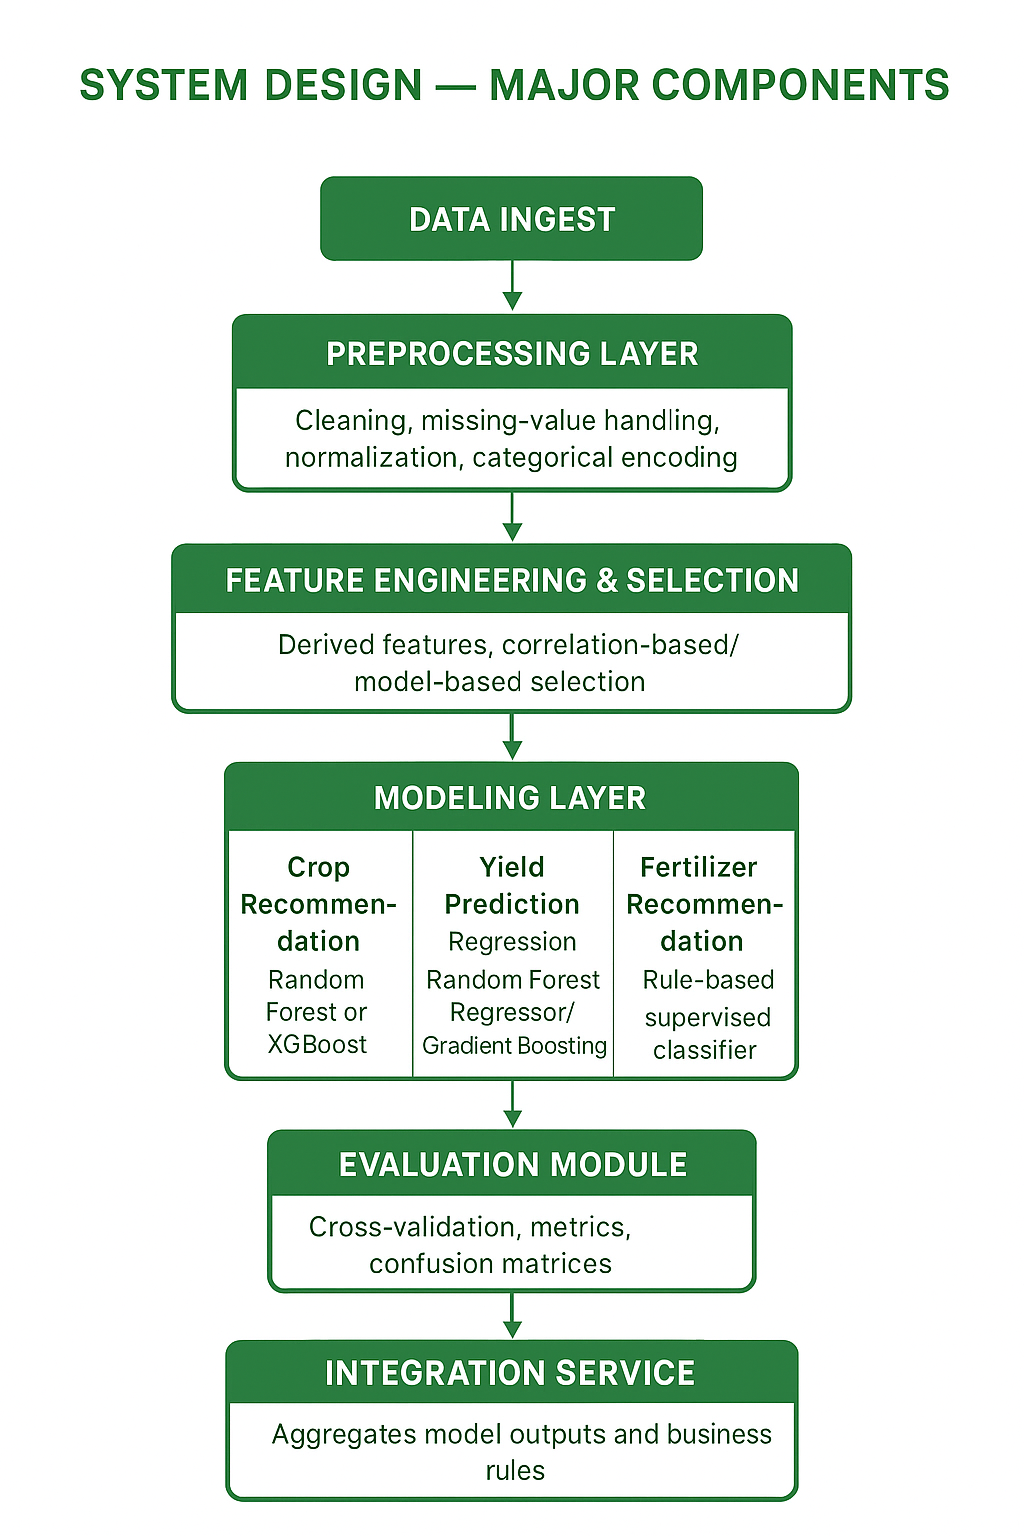 SYSTEM DESIGN — MAJOR COMPONENTS
DATA INGEST
PREPROCESSING LAYER
Cleaning, missing-value handling,
normalization, categorical encoding
FEATURE ENGINEERING & SELECTION
Derived features, correlation-based/
model-based selection
MODELING LAYER
Crop
Recommen-
dation
Random
Forest or
XGBoost
Yield
Prediction
Regression
Random Forest
Regressor/
Gradient Boosting
Fertilizer
Recommen-
dation
Rule-based
supervised
classifier
EVALUATION MODULE
Cross-validation, metrics,
confusion matrices
INTEGRATION SERVICE
Aggregates model outputs and business
rules